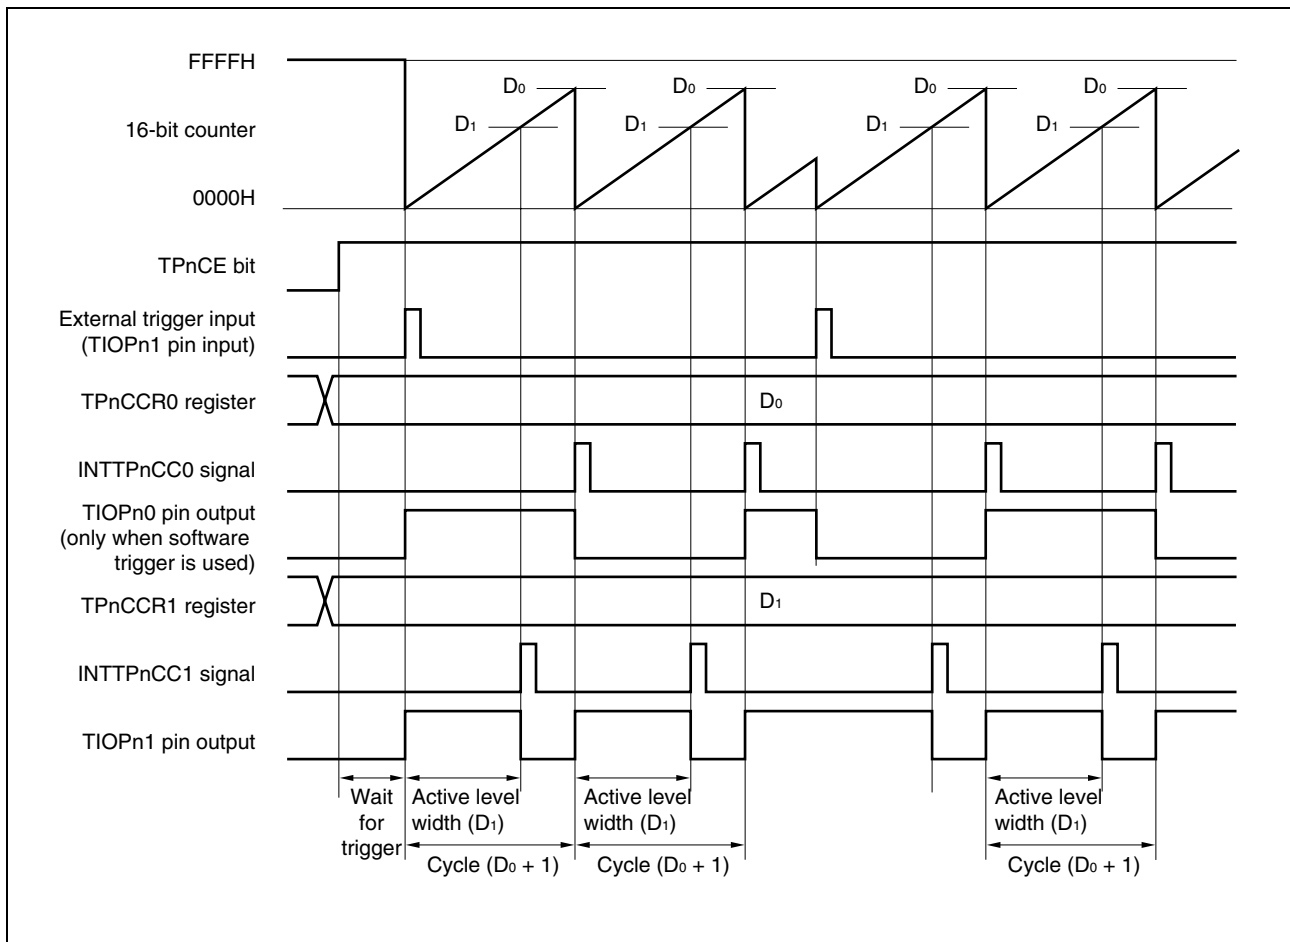 FFFFH
D0 D0 D0 D0
16-bit counter
D1 D1 D1 D1
0000H
TPnCE bit
External trigger input
(TIOPn1 pin input)
TPnCCR0 register
D0
INTTPnCC0 signal
TIOPn0 pin output
(only when software
trigger is used)
TPnCCR1 register
D1
INTTPnCC1 signal
TIOPn1 pin output
Wait
for
trigger
Active level
width (D1)
Active level
width (D1)
Active level
width (D1)
Cycle (D0 + 1)
Cycle (D0 + 1)
Cycle (D0 + 1)